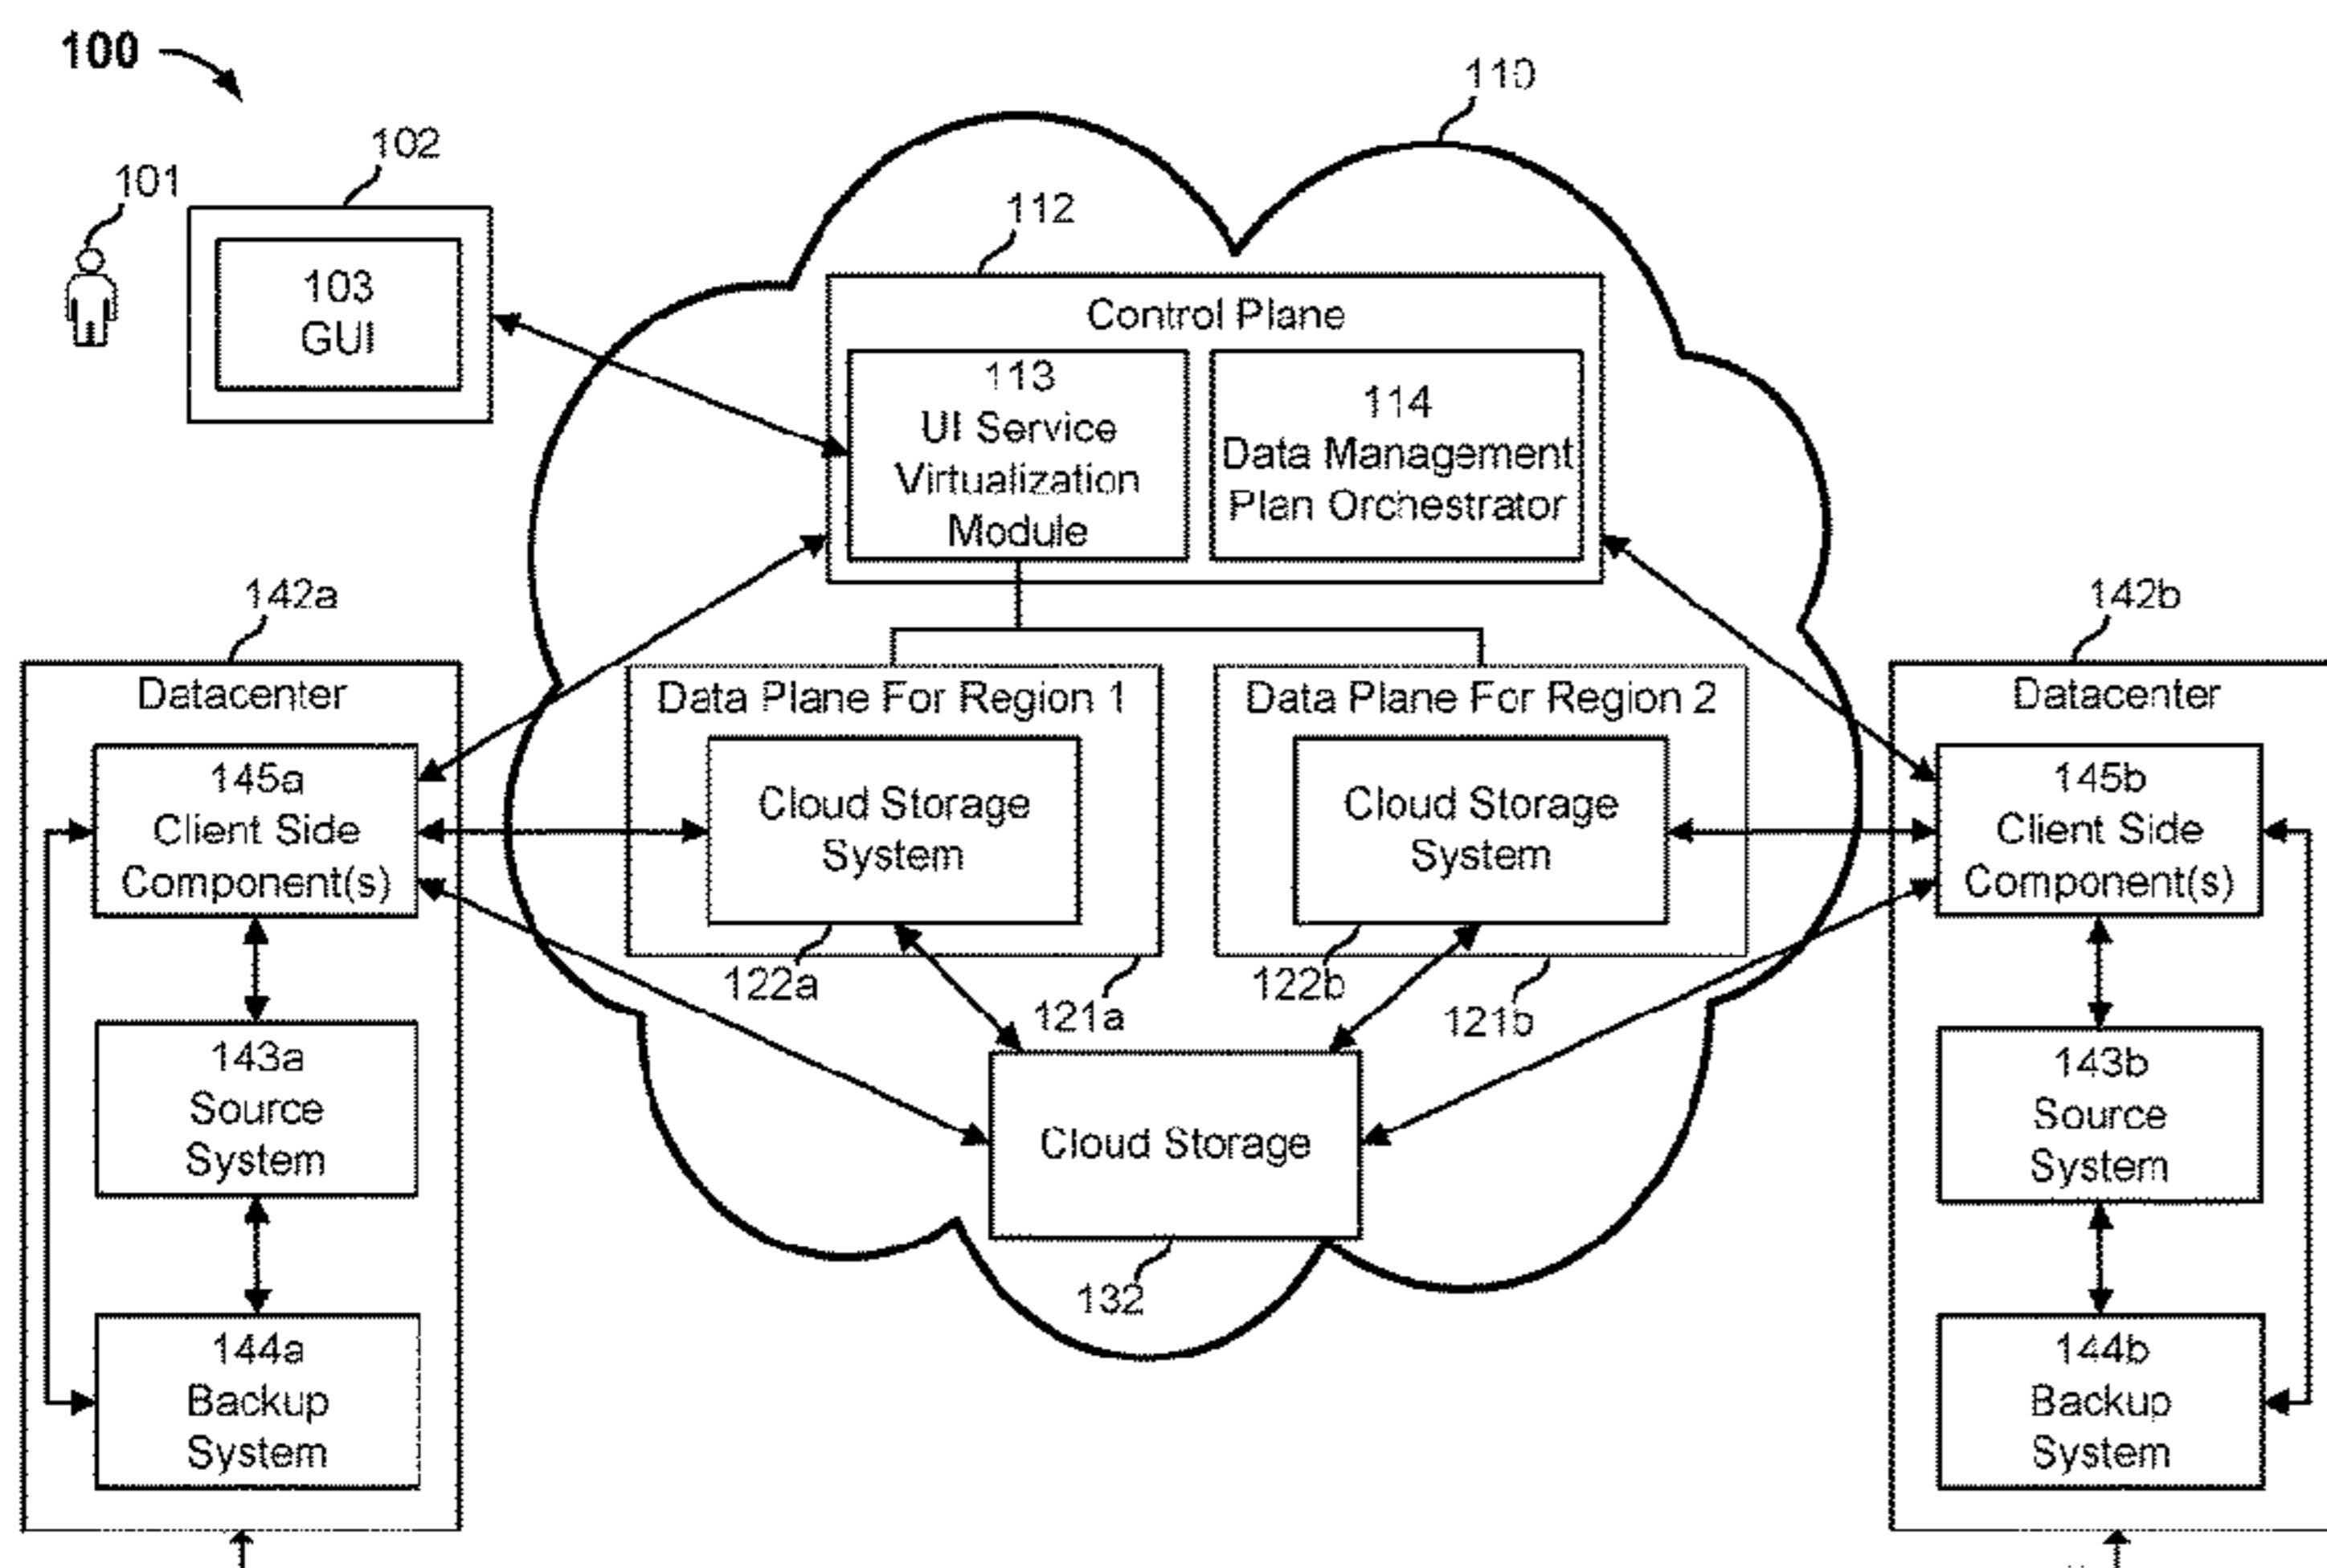 100
110
102
101
112
103
GUI
Control Plane
113
UI Service
Virtualization
Module
114
Data Management
Plan Orchestrator
142a
142b
Datacenter
Data Plane For Region 1
Data Plane For Region 2
Datacenter
145a
Client Side
Component(s)
Cloud Storage
System
Cloud Storage
System
145b
Client Side
Component(s)
122a
121a
122b
121b
143a
Source
System
Cloud Storage
143b
Source
System
132
144a
Backup
System
144b
Backup
System